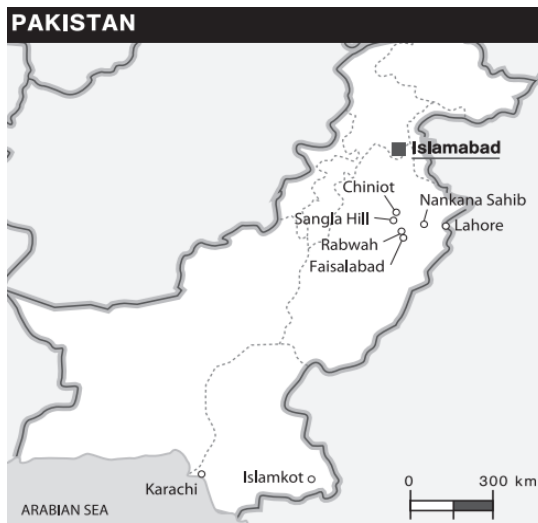 PAKISTAN
Islamabad
Chiniot
Nankana Sahib
Sangla Hill
Lahore
Rabwah
Faisalabad
Karachi
Islamkot
0 300 km
ARABIAN SEA